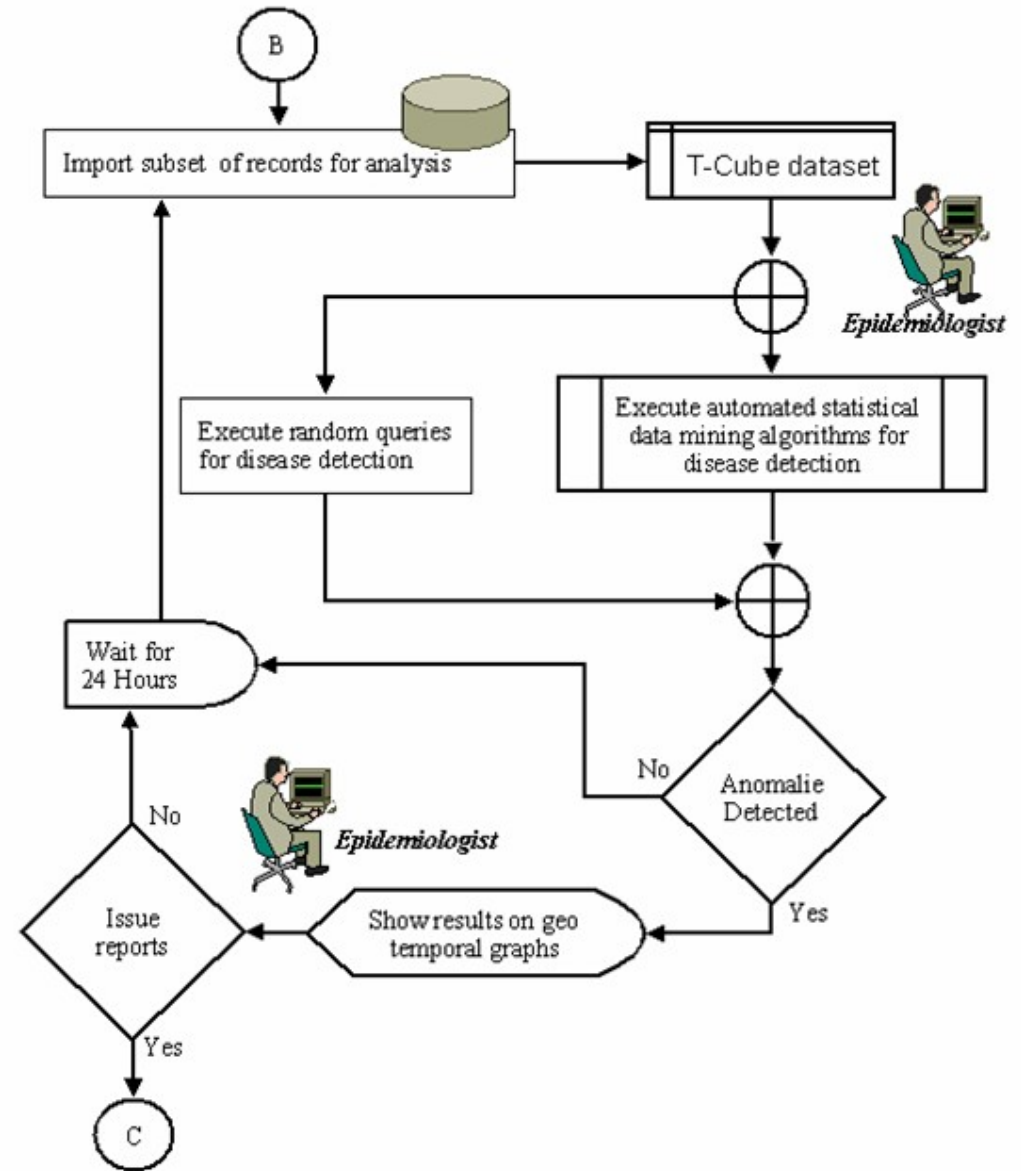 B
Import subset of records for analysis
T-Cube dataset
Epidemiologist
Execute random queries
for disease detection
Execute automated statistical
data mining algorithms for
disease detection
Wait for
24 Hours
No
Anomalie
Detected
Yes
No
Epidemiologist
Show results on geo
temporal graphs
Issue
reports
Yes
C